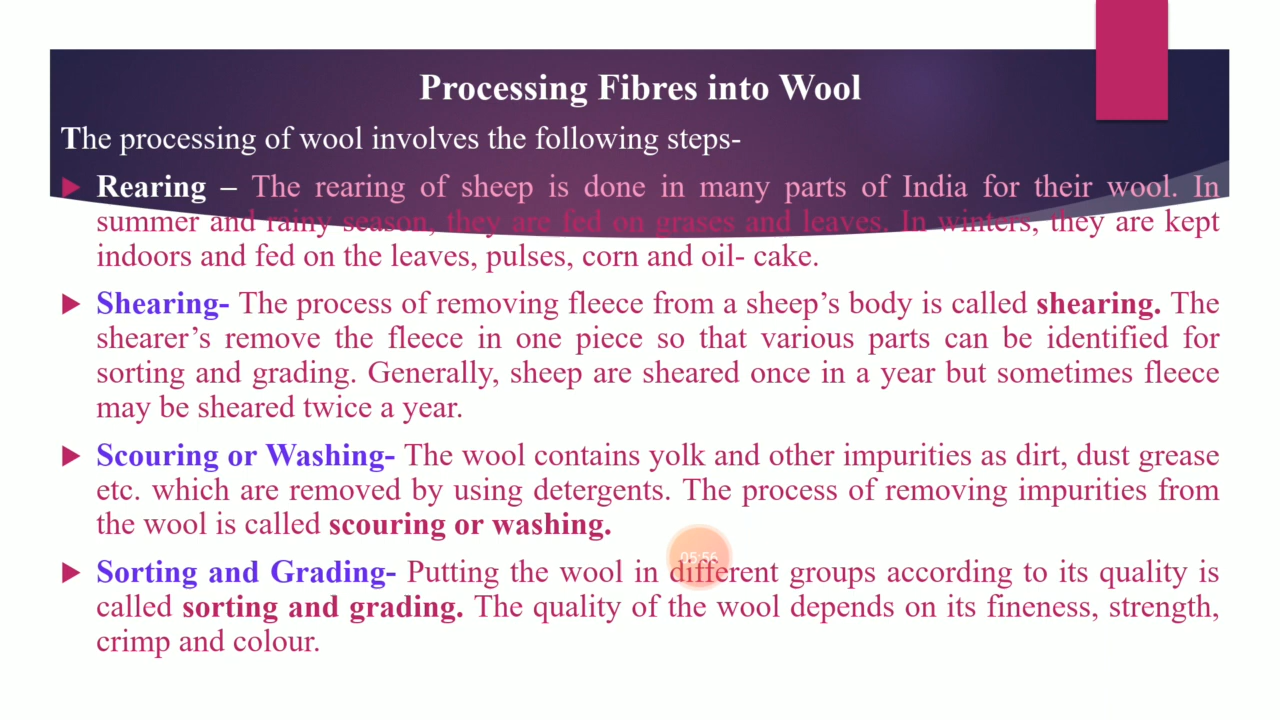 Processing Fibres into Wool
The processing of wool involves the following steps-
Rearing – The rearing of sheep is done in many parts of India for their wool. In
summer and rainy season, they are fed on grases and leaves. In winters, they are kept
indoors and fed on the leaves, pulses, corn and oil- cake.
Shearing- The process of removing fleece from a sheep’s body is called shearing. The
shearer’s remove the fleece in one piece so that various parts can be identified for
sorting and grading. Generally, sheep are sheared once in a year but sometimes fleece
may be sheared twice a year.
Scouring or Washing- The wool contains yolk and other impurities as dirt, dust grease
etc. which are removed by using detergents. The process of removing impurities from
the wool is called scouring or washing.
05:56
Sorting and Grading- Putting the wool in different groups according to its quality is
called sorting and grading. The quality of the wool depends on its fineness, strength,
crimp and colour.